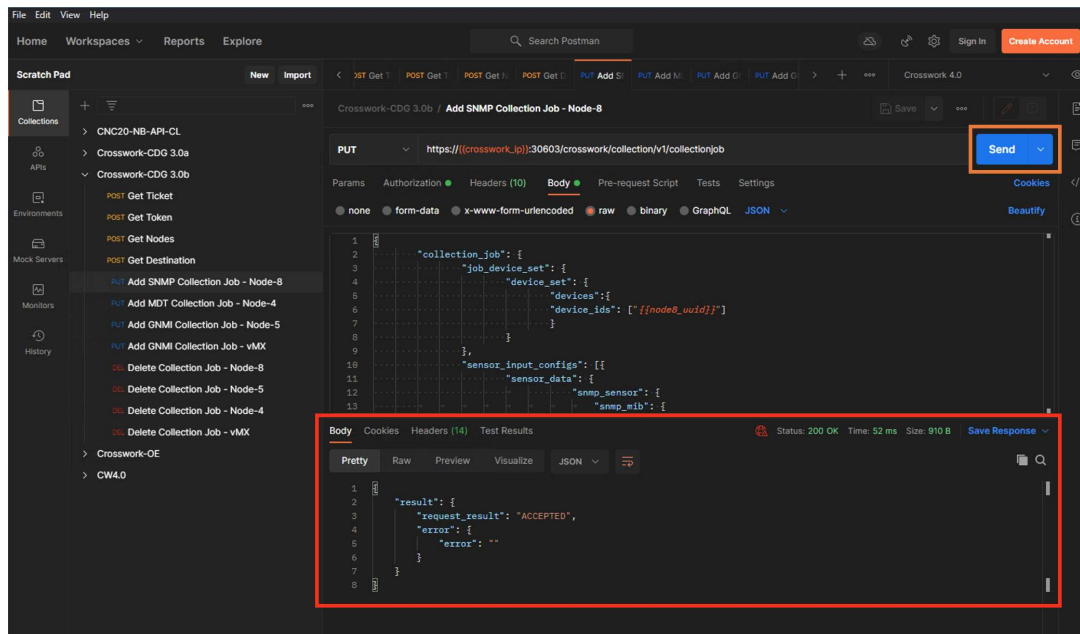 File Edit View Help
Home Workspaces Reports Explore Search Postman Sign In Create Account
Scratch Pad New Import
POST Get T POST Get N POST Get D PUT Add S PUT Add M PUT Add G PUT Add G Crosswork 4.0
Collections
APIs
Environments
Mock Servers
Monitors
History
CNC20-NB-API-CL
Crosswork-CDG 3.0a
Crosswork-CDG 3.0b
POST Get Ticket
POST Get Token
POST Get Nodes
POST Get Destination
PUT Add SNMP Collection Job - Node-8
PUT Add MDT Collection Job - Node-4
PUT Add GNMI Collection Job - Node-5
PUT Add GNMI Collection Job - vMX
DEL Delete Collection Job - Node-8
DEL Delete Collection Job - Node-5
DEL Delete Collection Job - Node-4
DEL Delete Collection Job - vMX
Crosswork-OE
CW4.0
Crosswork-CDG 3.0b / Add SNMP Collection Job - Node-8 Save
PUT https://{{crosswork_ip}}:30603/crosswork/collection/v1/collectionjob Send
Params Authorization Headers (10) Body Pre-request Script Tests Settings Cookies
none form-data x-www-form-urlencoded raw binary GraphQL JSON Beautify
1 {
2 "collection_job": {
3 "job_device_set": {
4 "device_set": {
5 "devices":{
6 "device_ids": ["{{node8_uuid}}"]
7 }
8 }
9 },
10 "sensor_input_configs": [{
11 "sensor_data": {
12 "snmp_sensor": {
13 "snmp_mib": {
Body Cookies Headers (14) Test Results Status: 200 OK Time: 52 ms Size: 910 B Save Response
Pretty Raw Preview Visualize JSON
1 {
2 "result": {
3 "request_result": "ACCEPTED",
4 "error": {
5 "error": ""
6 }
7 }
8 }